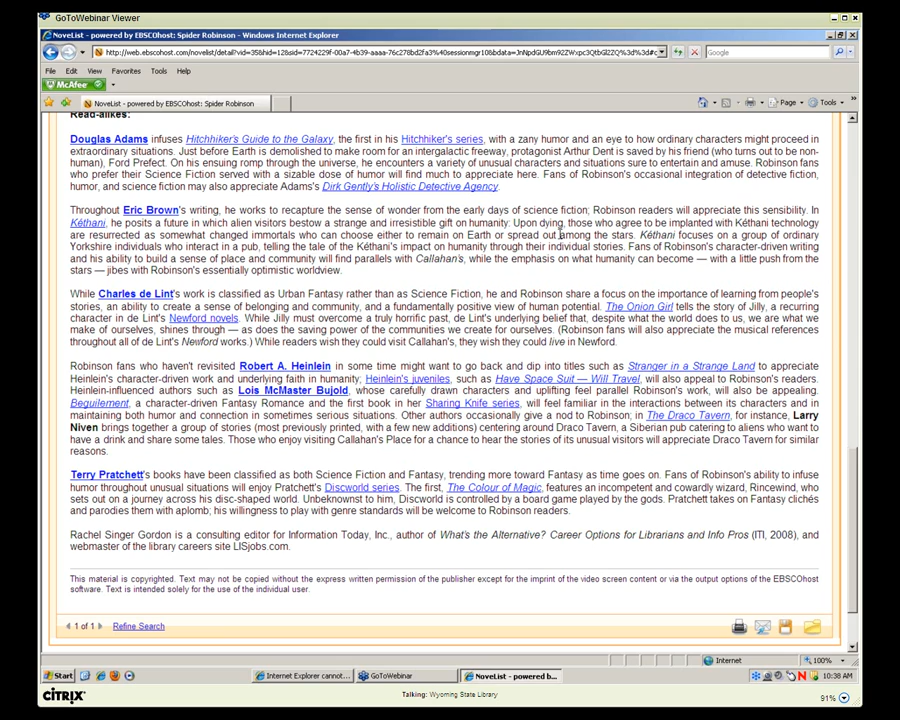 GoToWebinar Viewer
NoveList - powered by EBSCOhost: Spider Robinson - Windows Internet Explorer
Google
File Edit View Favorites Tools Help
McAfee
NoveList - powered by EBSCOhost: Spider Robinson
Page Tools
Read-alikes:
Douglas Adams infuses Hitchhiker's Guide to the Galaxy, the first in his Hitchhiker's series, with a zany humor and an eye to how ordinary characters might proceed in
extraordinary situations. Just before Earth is demolished to make room for an intergalactic freeway, protagonist Arthur Dent is saved by his friend (who turns out to be non-
human), Ford Prefect. On his ensuing romp through the universe, he encounters a variety of unusual characters and situations sure to entertain and amuse. Robinson fans
who prefer their Science Fiction served with a sizable dose of humor will find much to appreciate here. Fans of Robinson's occasional integration of detective fiction,
humor, and science fiction may also appreciate Adams's Dirk Gently's Holistic Detective Agency.
Throughout Eric Brown's writing, he works to recapture the sense of wonder from the early days of science fiction; Robinson readers will appreciate this sensibility. In
Kéthani, he posits a future in which alien visitors bestow a strange and irresistible gift on humanity: Upon dying, those who agree to be implanted with Kéthani technology
are resurrected as somewhat changed immortals who can choose either to remain on Earth or spread out among the stars. Kéthani focuses on a group of ordinary
Yorkshire individuals who interact in a pub, telling the tale of the Kéthani's impact on humanity through their individual stories. Fans of Robinson's character-driven writing
and his ability to build a sense of place and community will find parallels with Callahan's, while the emphasis on what humanity can become — with a little push from the
stars — jibes with Robinson's essentially optimistic worldview.
While Charles de Lint's work is classified as Urban Fantasy rather than as Science Fiction, he and Robinson share a focus on the importance of learning from people's
stories, an ability to create a sense of belonging and community, and a fundamentally positive view of human potential. The Onion Girl tells the story of Jilly, a recurring
character in de Lint's Newford novels. While Jilly must overcome a truly horrific past, de Lint's underlying belief that, despite what the world does to us, we are what we
make of ourselves, shines through — as does the saving power of the communities we create for ourselves. (Robinson fans will also appreciate the musical references
throughout all of de Lint's Newford works.) While readers wish they could visit Callahan's, they wish they could live in Newford.
Robinson fans who haven't revisited Robert A. Heinlein in some time might want to go back and dip into titles such as Stranger in a Strange Land to appreciate
Heinlein's character-driven work and underlying faith in humanity; Heinlein's juveniles, such as Have Space Suit — Will Travel, will also appeal to Robinson's readers.
Heinlein-influenced authors such as Lois McMaster Bujold, whose carefully drawn characters and uplifting feel parallel Robinson's work, will also be appealing.
Beguilement, a character-driven Fantasy Romance and the first book in her Sharing Knife series, will feel familiar in the interactions between its characters and in
maintaining both humor and connection in sometimes serious situations. Other authors occasionally give a nod to Robinson; in The Draco Tavern, for instance, Larry
Niven brings together a group of stories (most previously printed, with a few new additions) centering around Draco Tavern, a Siberian pub catering to aliens who want to
have a drink and share some tales. Those who enjoy visiting Callahan's Place for a chance to hear the stories of its unusual visitors will appreciate Draco Tavern for similar
reasons.
Terry Pratchett's books have been classified as both Science Fiction and Fantasy, trending more toward Fantasy as time goes on. Fans of Robinson's ability to infuse
humor throughout unusual situations will enjoy Pratchett's Discworld series. The first, The Colour of Magic, features an incompetent and cowardly wizard, Rincewind, who
sets out on a journey across his disc-shaped world. Unbeknownst to him, Discworld is controlled by a board game played by the gods. Pratchett takes on Fantasy clichés
and parodies them with aplomb; his willingness to play with genre standards will be welcome to Robinson readers.
Rachel Singer Gordon is a consulting editor for Information Today, Inc., author of What's the Alternative? Career Options for Librarians and Info Pros (ITI, 2008), and
webmaster of the library careers site LISjobs.com.
This material is copyrighted. Text may not be copied without the express written permission of the publisher except for the imprint of the video screen content or via the output options of the EBSCOhost
software. Text is intended solely for the use of the individual user.
1 of 1 Refine Search
Internet 100%
Start Internet Explorer cannot... GoToWebinar NoveList - powered b... 10:38 AM
CITRIX Talking: Wyoming State Library 91%